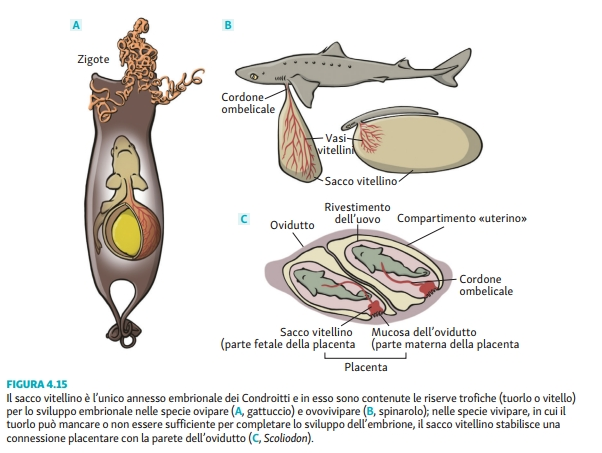 A
Zigote
B
Cordone
ombelicale
Vasi
vitellini
Sacco vitellino
C
Rivestimento
dell'uovo
Compartimento «uterino»
Ovidutto
Cordone
ombelicale
Sacco vitellino
(parte fetale della placenta
Mucosa dell'ovidutto
(parte materna della placenta
Placenta
FIGURA 4.15
Il sacco vitellino è l'unico annesso embrionale dei Condroitti e in esso sono contenute le riserve trofiche (tuorlo o vitello)
per lo sviluppo embrionale nelle specie ovipare (A, gattuccio) e ovovivipare (B, spinarolo); nelle specie vivipare, in cui il
tuorlo può mancare o non essere sufficiente per completare lo sviluppo dell'embrione, il sacco vitellino stabilisce una
connessione placentare con la parete dell'ovidutto (C, Scoliodon).